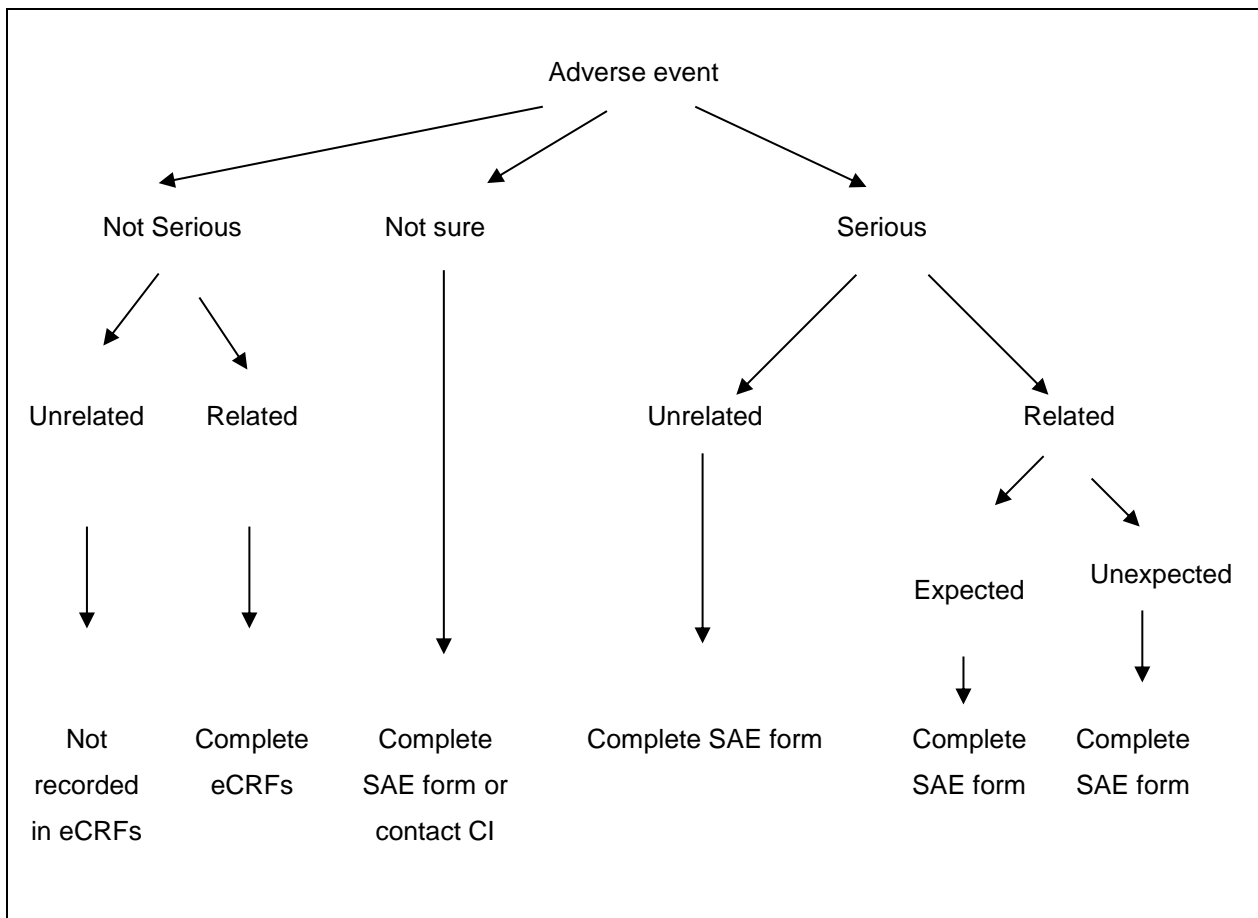 Adverse event
Not Serious
Not sure
Serious
Unrelated
Related
Unrelated
Related
Expected
Unexpected
Not
recorded
in eCRFs
Complete
eCRFs
Complete
SAE form or
contact CI
Complete SAE form
Complete
SAE form
Complete
SAE form